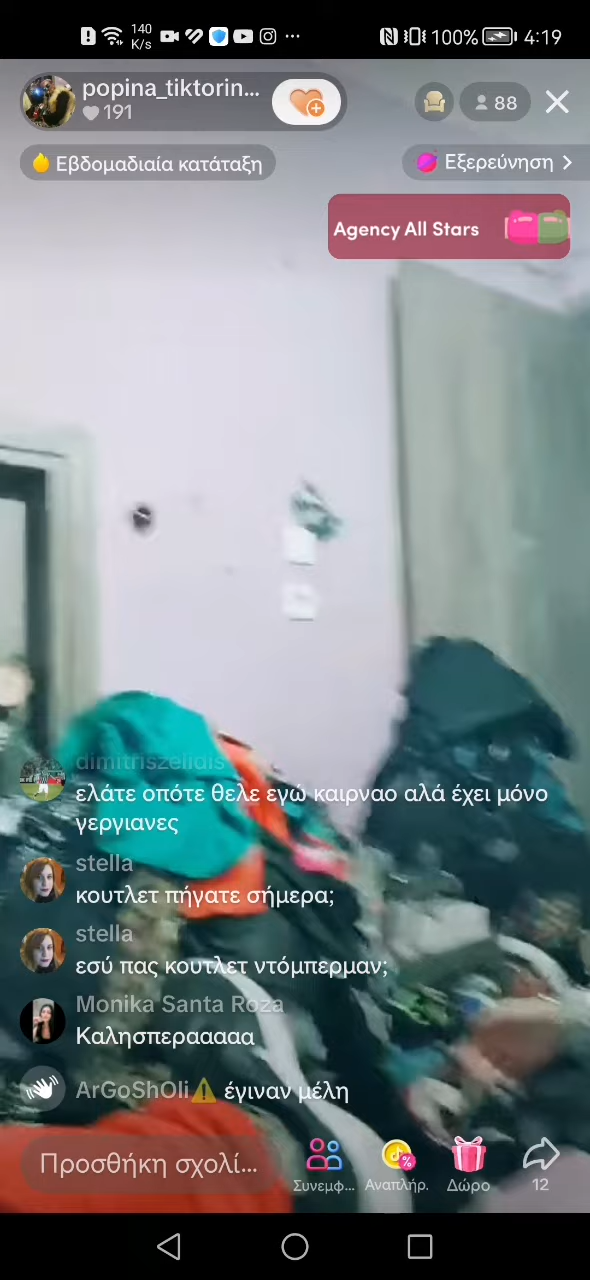 140
K/s
100%
4:19
popina_tiktorin...
191
88
Εβδομαδιαία κατάταξη
Εξερεύνηση
Agency All Stars
dimitriszelidis
ελάτε οπότε θελε εγώ καιρναο αλά έχει μόνο
γεργιανες
stella
κουτλετ πήγατε σήμερα;
stella
εσύ πας κουτλετ ντόμπερμαν;
Monika Santa Roza
Καλησπεραααα
ArGoShOli⚠️ έγιναν μέλη
Προσθήκη σχολί...
Συνεμφ...
Αναπλήρ.
Δώρο
12